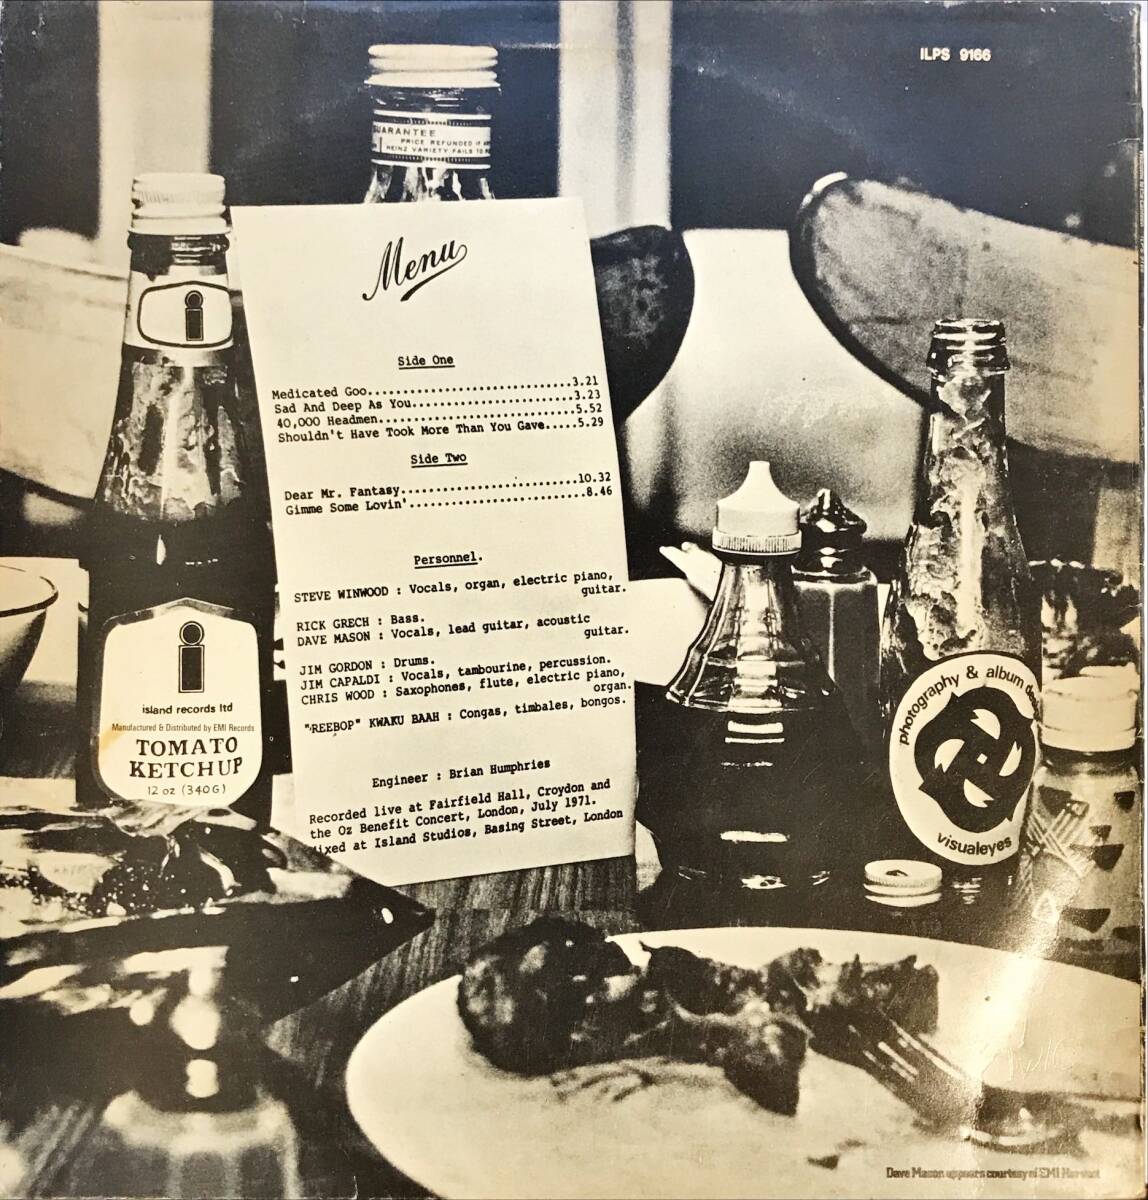 ILPS 9166
GUARANTEE
PRICE REFUNDED IF
HEINZ VARIETY FAILS TO
Menu
Side One
Medicated Goo.............................3.21
Sad And Deep As You.......................3.23
40,000 Headmen............................5.52
Shouldn't Have Took More Than You Gave.....5.29
Side Two
Dear Mr. Fantasy.........................10.32
Gimme Some Lovin'..........................8.46
Personnel.
STEVE WINWOOD : Vocals, organ, electric piano,
guitar.
RICK GRECH : Bass.
DAVE MASON : Vocals, lead guitar, acoustic
guitar.
JIM GORDON : Drums.
JIM CAPALDI : Vocals, tambourine, percussion.
CHRIS WOOD : Saxophones, flute, electric piano,
organ.
"REEBOP" KWAKU BAAH : Congas, timbales, bongos.
Engineer : Brian Humphries
Recorded live at Fairfield Hall, Croydon and
the Oz Benefit Concert, London, July 1971.
Mixed at Island Studios, Basing Street, London
island records ltd
Manufactured & Distributed by EMI Records
TOMATO
KETCHUP
12 oz (340G)
photography & album
visualeyes
Dave Mason appears courtesy of EMI Harvest